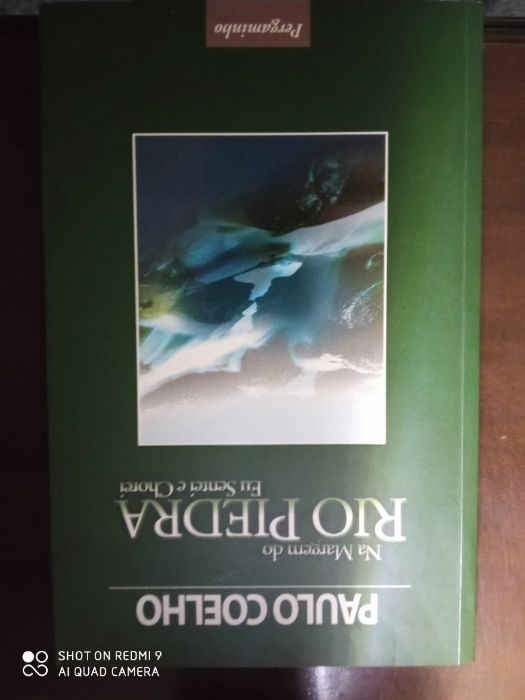 PAULO COELHO
Na Margem do
RIO PIEDRA
Eu Sentei e Chorei
Pergaminho
SHOT ON REDMI 9
AI QUAD CAMERA